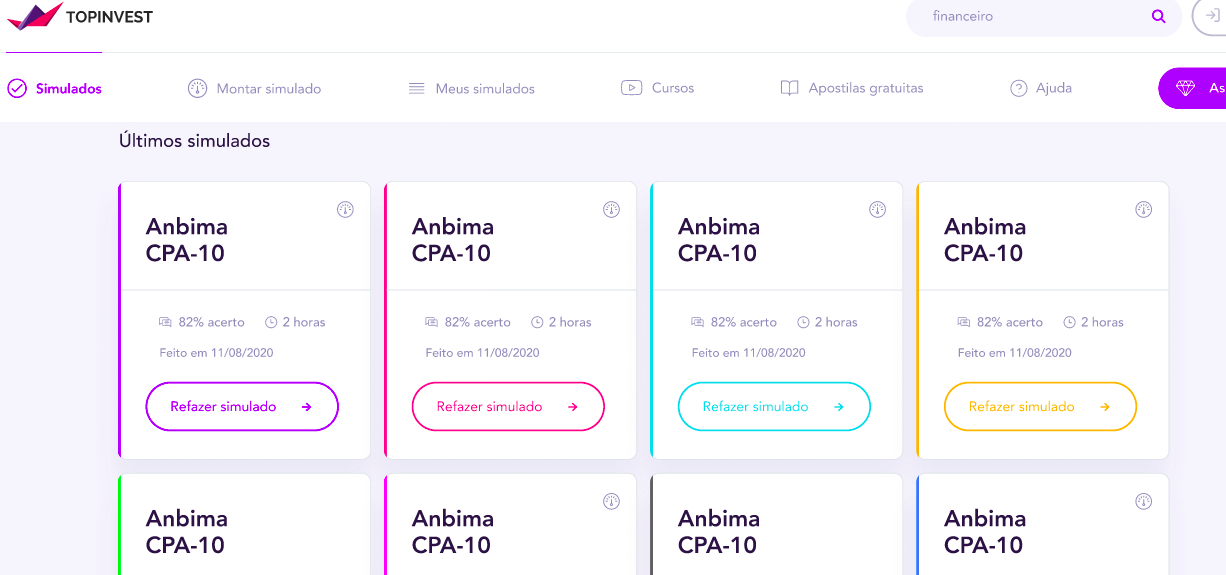 TOPINVEST
financeiro
Simulados
Montar simulado
Meus simulados
Cursos
Apostilas gratuitas
Ajuda
As
Últimos simulados
Anbima
CPA-10
82% acerto
2 horas
Feito em 11/08/2020
Refazer simulado
Anbima
CPA-10
82% acerto
2 horas
Feito em 11/08/2020
Refazer simulado
Anbima
CPA-10
82% acerto
2 horas
Feito em 11/08/2020
Refazer simulado
Anbima
CPA-10
82% acerto
2 horas
Feito em 11/08/2020
Refazer simulado
Anbima
CPA-10
Anbima
CPA-10
Anbima
CPA-10
Anbima
CPA-10